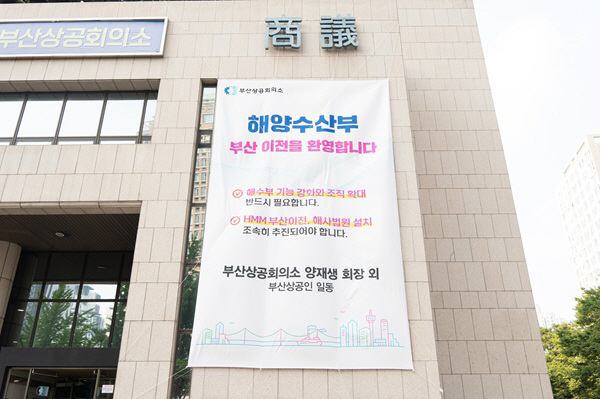 商議
부산상공회의소
부산상공회의소
해양수산부
부산 이전을 환영합니다
해수부 기능 강화와 조직 확대
반드시 필요합니다.
HMM 부산이전, 해사법원 설치
조속히 추진되어야 합니다.
부산상공회의소 양재생 회장 외
부산상공인 일동